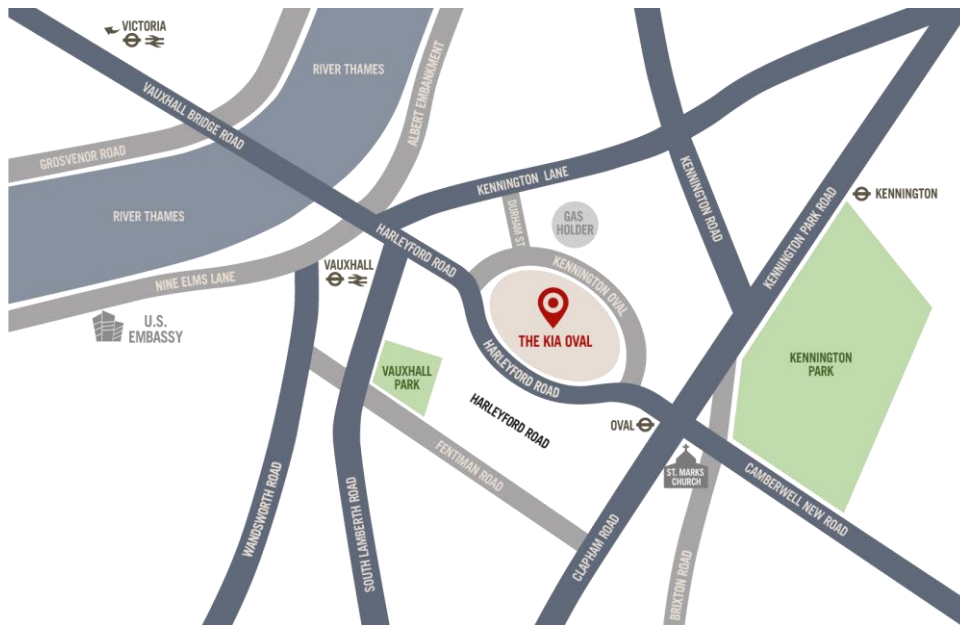 VICTORIA
RIVER THAMES
VAUXHALL BRIDGE ROAD
ALBERT EMBANKMENT
GROSVENOR ROAD
KENNINGTON LANE
KENNINGTON ROAD
KENNINGTON
RIVER THAMES
DURHAM ST
GAS
HOLDER
KENNINGTON PARK ROAD
HARLEYFORD ROAD
VAUXHALL
NINE ELMS LANE
KENNINGTON OVAL
U.S.
EMBASSY
THE KIA OVAL
HARLEYFORD ROAD
VAUXHALL
PARK
KENNINGTON
PARK
HARLEYFORD ROAD
OVAL
FENTIMAN ROAD
ST. MARKS
CHURCH
CAMBERWELL NEW ROAD
WANDSWORTH ROAD
SOUTH LAMBERTH ROAD
CLAPHAM ROAD
BRIXTON ROAD